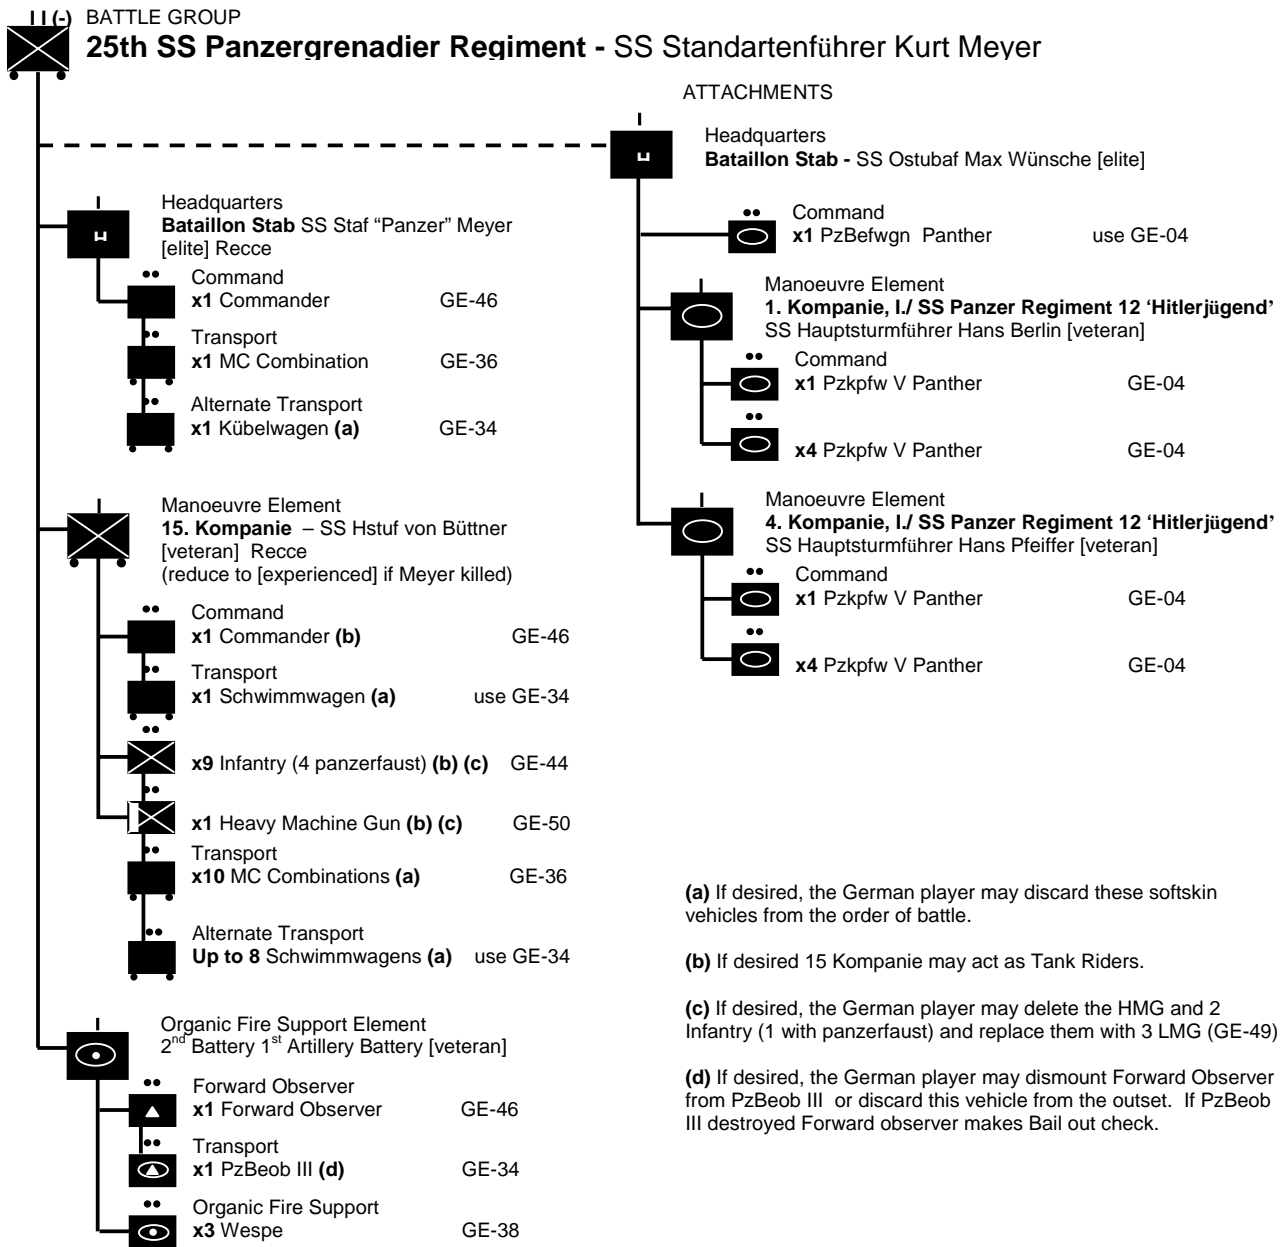 I I (-) BATTLE GROUP
25th SS Panzergrenadier Regiment - SS Standartenführer Kurt Meyer
Headquarters
Bataillon Stab SS Staf “Panzer” Meyer
[elite] Recce
Command
x1 Commander GE-46
Transport
x1 MC Combination GE-36
Alternate Transport
x1 Kübelwagen (a) GE-34
Manoeuvre Element
15. Kompanie – SS Hstuf von Büttner
[veteran] Recce
(reduce to [experienced] if Meyer killed)
Command
x1 Commander (b) GE-46
Transport
x1 Schwimmwagen (a) use GE-34
x9 Infantry (4 panzerfaust) (b) (c) GE-44
x1 Heavy Machine Gun (b) (c) GE-50
Transport
x10 MC Combinations (a) GE-36
Alternate Transport
Up to 8 Schwimmwagens (a) use GE-34
Organic Fire Support Element
2nd Battery 1st Artillery Battery [veteran]
Forward Observer
x1 Forward Observer GE-46
Transport
x1 PzBeob III (d) GE-34
Organic Fire Support
x3 Wespe GE-38
ATTACHMENTS
Headquarters
Bataillon Stab - SS Ostubaf Max Wünsche [elite]
Command
x1 PzBefwgn Panther use GE-04
Manoeuvre Element
1. Kompanie, I./ SS Panzer Regiment 12 ‘Hitlerjügend’
SS Hauptsturmführer Hans Berlin [veteran]
Command
x1 Pzkpfw V Panther GE-04
x4 Pzkpfw V Panther GE-04
Manoeuvre Element
4. Kompanie, I./ SS Panzer Regiment 12 ‘Hitlerjügend’
SS Hauptsturmführer Hans Pfeiffer [veteran]
Command
x1 Pzkpfw V Panther GE-04
x4 Pzkpfw V Panther GE-04
(a) If desired, the German player may discard these softskin
vehicles from the order of battle.
(b) If desired 15 Kompanie may act as Tank Riders.
(c) If desired, the German player may delete the HMG and 2
Infantry (1 with panzerfaust) and replace them with 3 LMG (GE-49)
(d) If desired, the German player may dismount Forward Observer
from PzBeob III or discard this vehicle from the outset. If PzBeob
III destroyed Forward observer makes Bail out check.